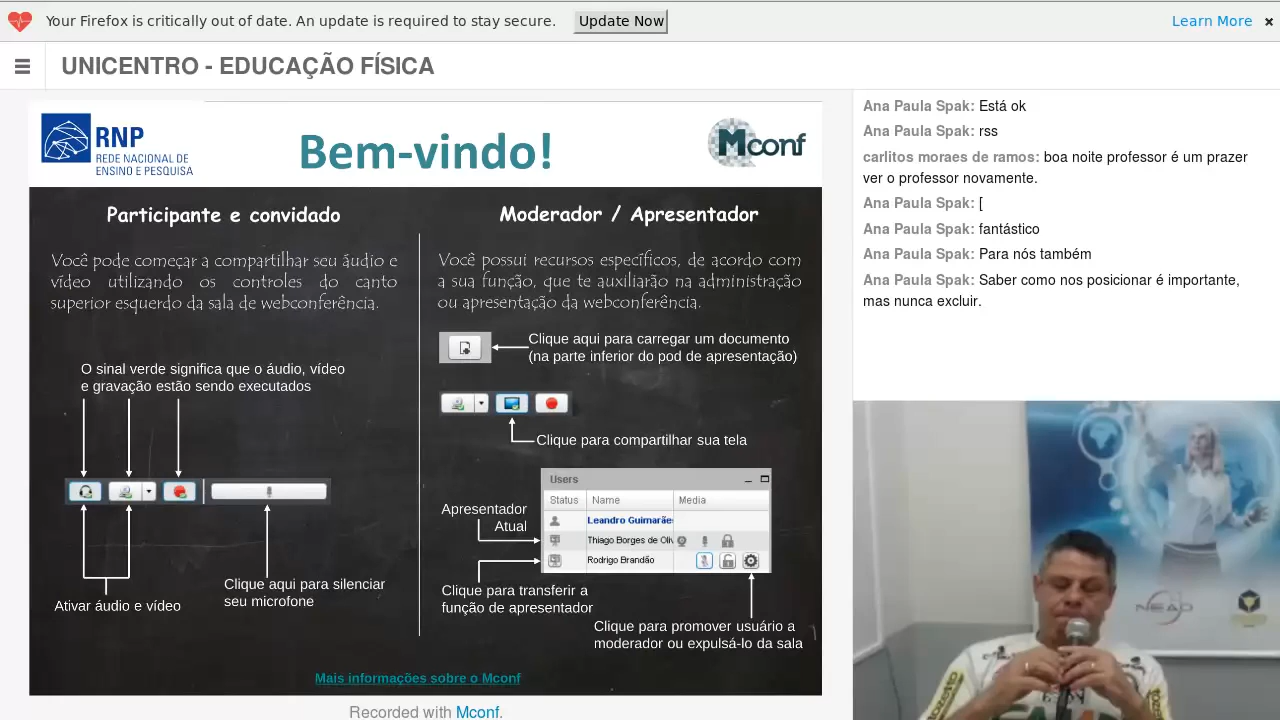 Your Firefox is critically out of date. An update is required to stay secure.
Update Now
Learn More
UNICENTRO - EDUCAÇÃO FÍSICA
RNP
REDE NACIONAL DE
ENSINO E PESQUISA
Bem-vindo!
Mconf
Participante e convidado
Você pode começar a compartilhar seu áudio e
vídeo utilizando os controles do canto
superior esquerdo da sala de webconferência.
O sinal verde significa que o áudio, vídeo
e gravação estão sendo executados
Ativar áudio e vídeo
Clique aqui para silenciar
seu microfone
Moderador / Apresentador
Você possui recursos específicos, de acordo com
a sua função, que te auxiliarão na administração
ou apresentação da webconferência.
Clique aqui para carregar um documento
(na parte inferior do pod de apresentação)
Clique para compartilhar sua tela
Users
Status Name Media
Leandro Guimarãe
Thiago Borges de Oliv
Rodrigo Brandão
Apresentador
Atual
Clique para transferir a
função de apresentador
Clique para promover usuário a
moderador ou expulsá-lo da sala
Mais informações sobre o Mconf
Recorded with Mconf.
Ana Paula Spak: Está ok
Ana Paula Spak: rss
carlitos moraes de ramos: boa noite professor é um prazer
ver o professor novamente.
Ana Paula Spak: [
Ana Paula Spak: fantástico
Ana Paula Spak: Para nós também
Ana Paula Spak: Saber como nos posicionar é importante,
mas nunca excluir.
NEAD